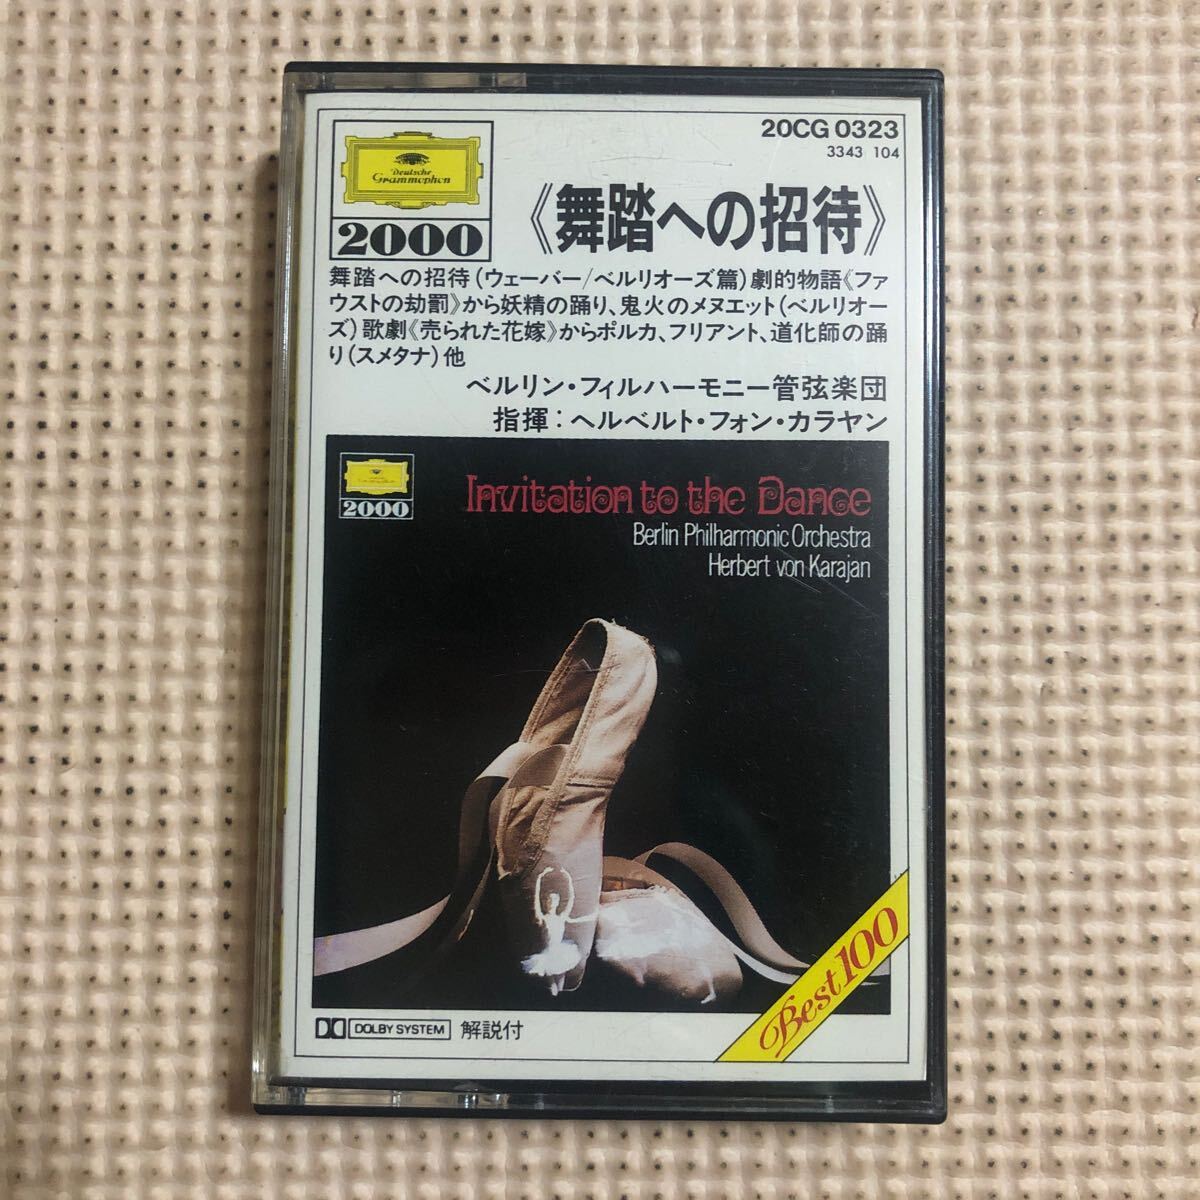 Deutsche
Grammophon
2000
20CG 0323
3343 104
《舞踏への招待》
舞踏への招待(ウェーバー/ベルリオーズ篇)劇的物語《ファ
ウストの劫罰》から妖精の踊り、鬼火のメヌエット(ベルリオー
ズ)歌劇《売られた花嫁》からポルカ、フリアント、道化師の踊
り(スメタナ)他
ベルリン・フィルハーモニー管弦楽団
指揮:ヘルベルト・フォン・カラヤン
2000
Invitation to the Dance
Berlin Philharmonic Orchestra
Herbert von Karajan
Best100
DOLBY SYSTEM 解説付